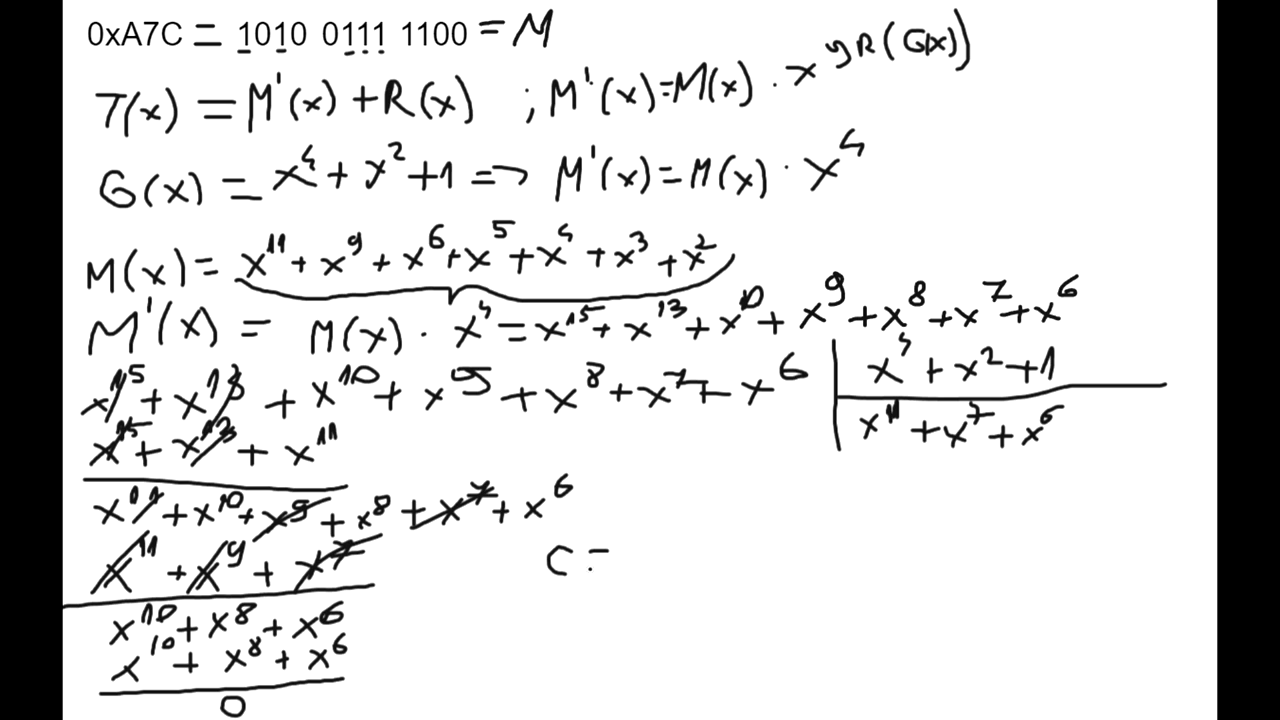 0xA7C = 1010 0111 1100 = M
T(x) = M'(x) + R(x) ; M'(x) = M(x) · x^gR(G(x))
G(x) = x^4 + x^2 + 1 => M'(x) = M(x) · x^4
M(x) = x^11 + x^9 + x^6 + x^5 + x^4 + x^3 + x^2
M'(x) = M(x) · x^4 = x^15 + x^13 + x^10 + x^9 + x^8 + x^7 + x^6
x^15 + x^13 + x^10 + x^9 + x^8 + x^7 + x^6 | x^4 + x^2 + 1
x^15 + x^13 + x^11 | x^11 + x^7 + x^6
x^11 + x^10 + x^9 + x^8 + x^7 + x^6
x^11 + x^9 + x^7
C =
x^10 + x^8 + x^6
x^10 + x^8 + x^6
0